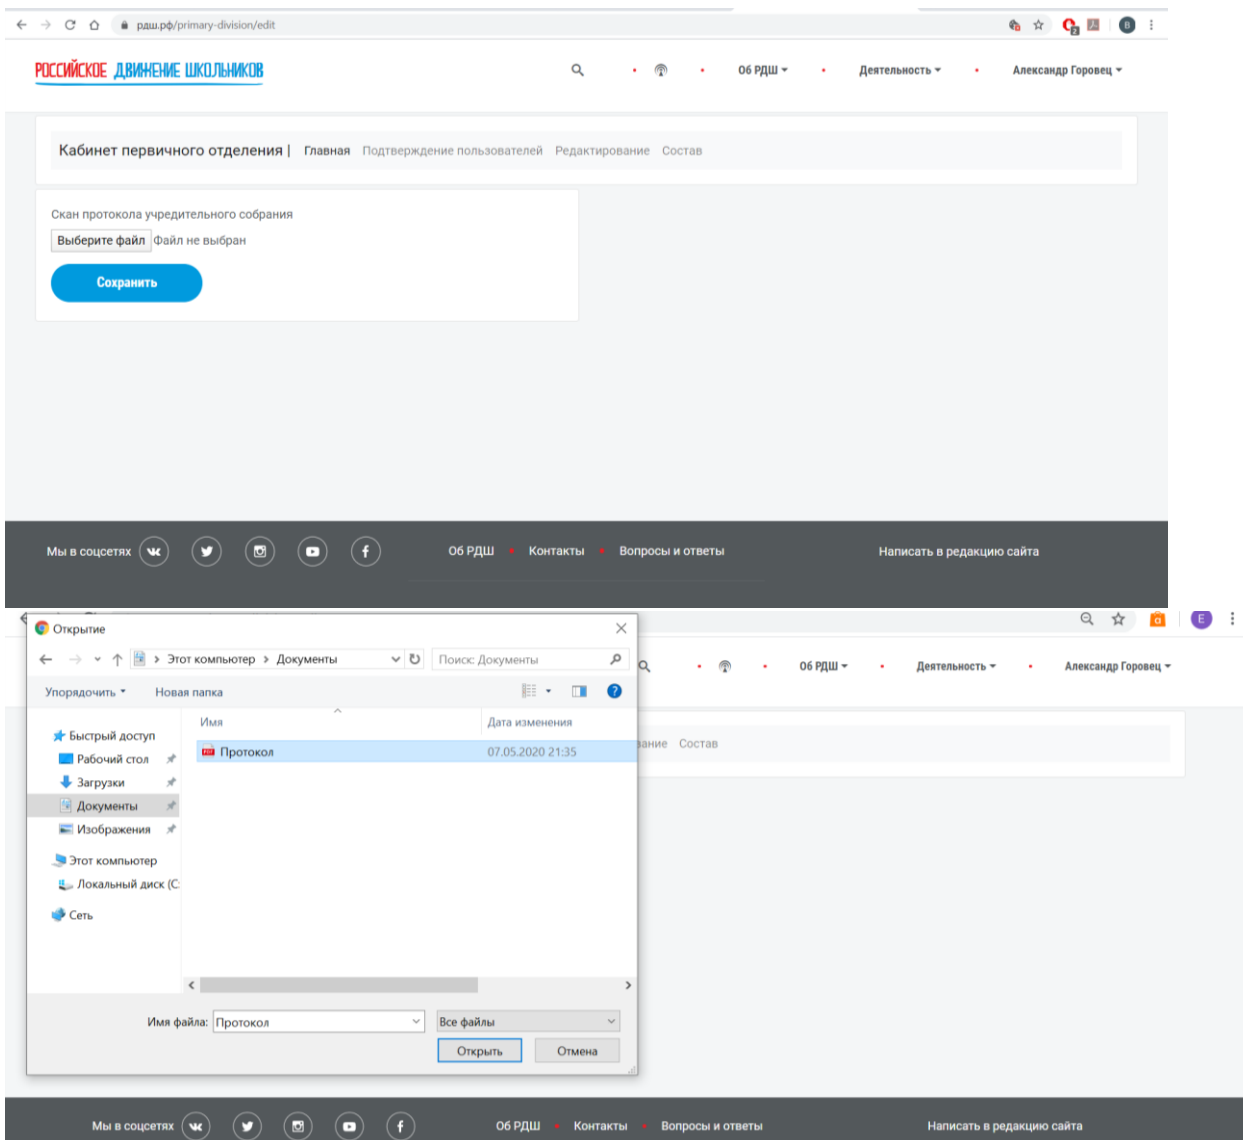 рдш.рф/primary-division/edit
2
В
РОССИЙСКОЕ ДВИЖЕНИЕ ШКОЛЬНИКОВ
Об РДШ
Деятельность
Александр Горовец
Кабинет первичного отделения | Главная Подтверждение пользователей Редактирование Состав
Скан протокола учредительного собрания
Выберите файл Файл не выбран
Сохранить
Мы в соцсетях
Об РДШ Контакты Вопросы и ответы
Написать в редакцию сайта
Открытие
E
Этот компьютер > Документы
Поиск: Документы
Об РДШ
Деятельность
Александр Горовец
Упорядочить
Новая папка
Имя
Дата изменения
Быстрый доступ
Протокол
07.05.2020 21:35
вание Состав
Рабочий стол
Загрузки
Документы
Изображения
Этот компьютер
Локальный диск (C:
Сеть
Имя файла: Протокол
Все файлы
Открыть
Отмена
Мы в соцсетях
Об РДШ Контакты Вопросы и ответы
Написать в редакцию сайта